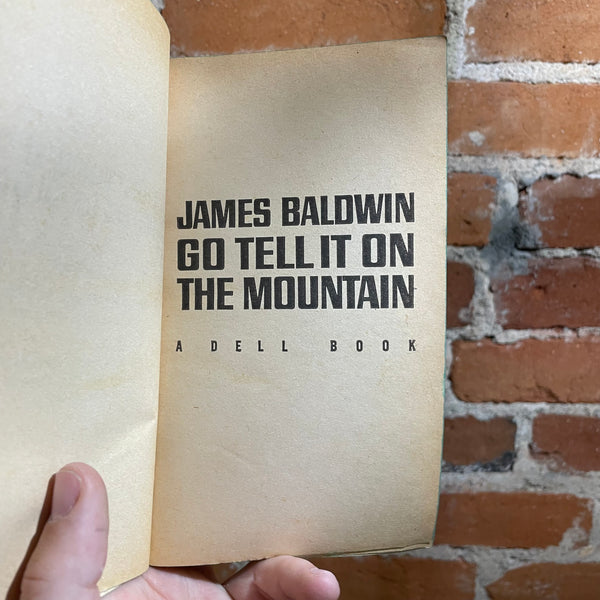 JAMES BALDWIN
GO TELL IT ON
THE MOUNTAIN
A DELL BOOK